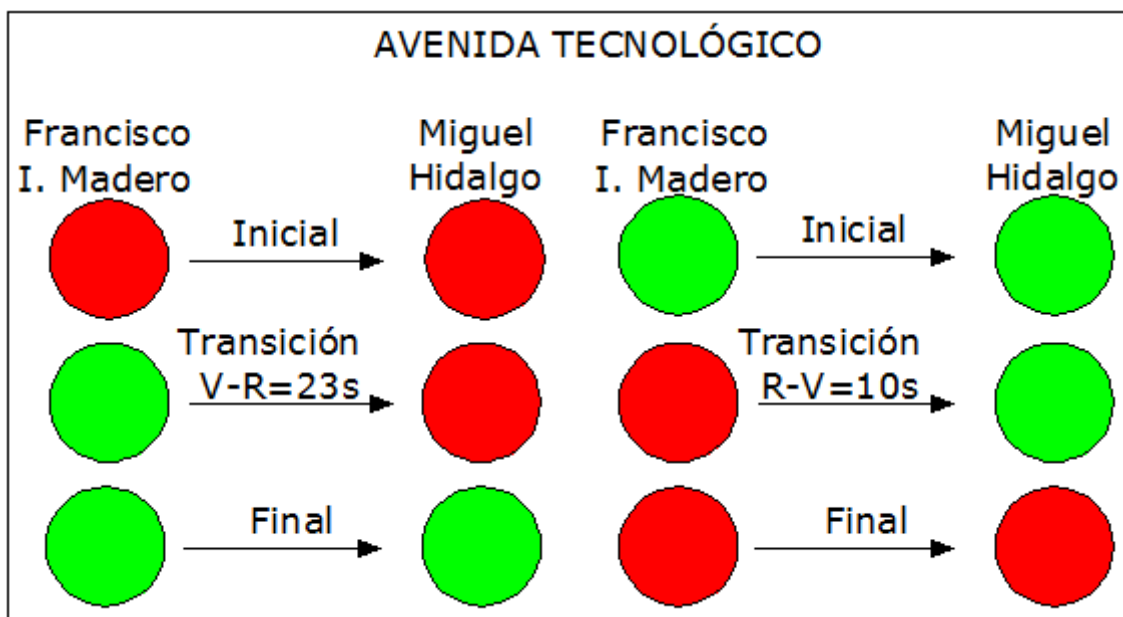 AVENIDA TECNOLÓGICO
Francisco
I. Madero
Miguel
Hidalgo
Francisco
I. Madero
Miguel
Hidalgo
Inicial
Inicial
Transición
V-R=23s
Transición
R-V=10s
Final
Final